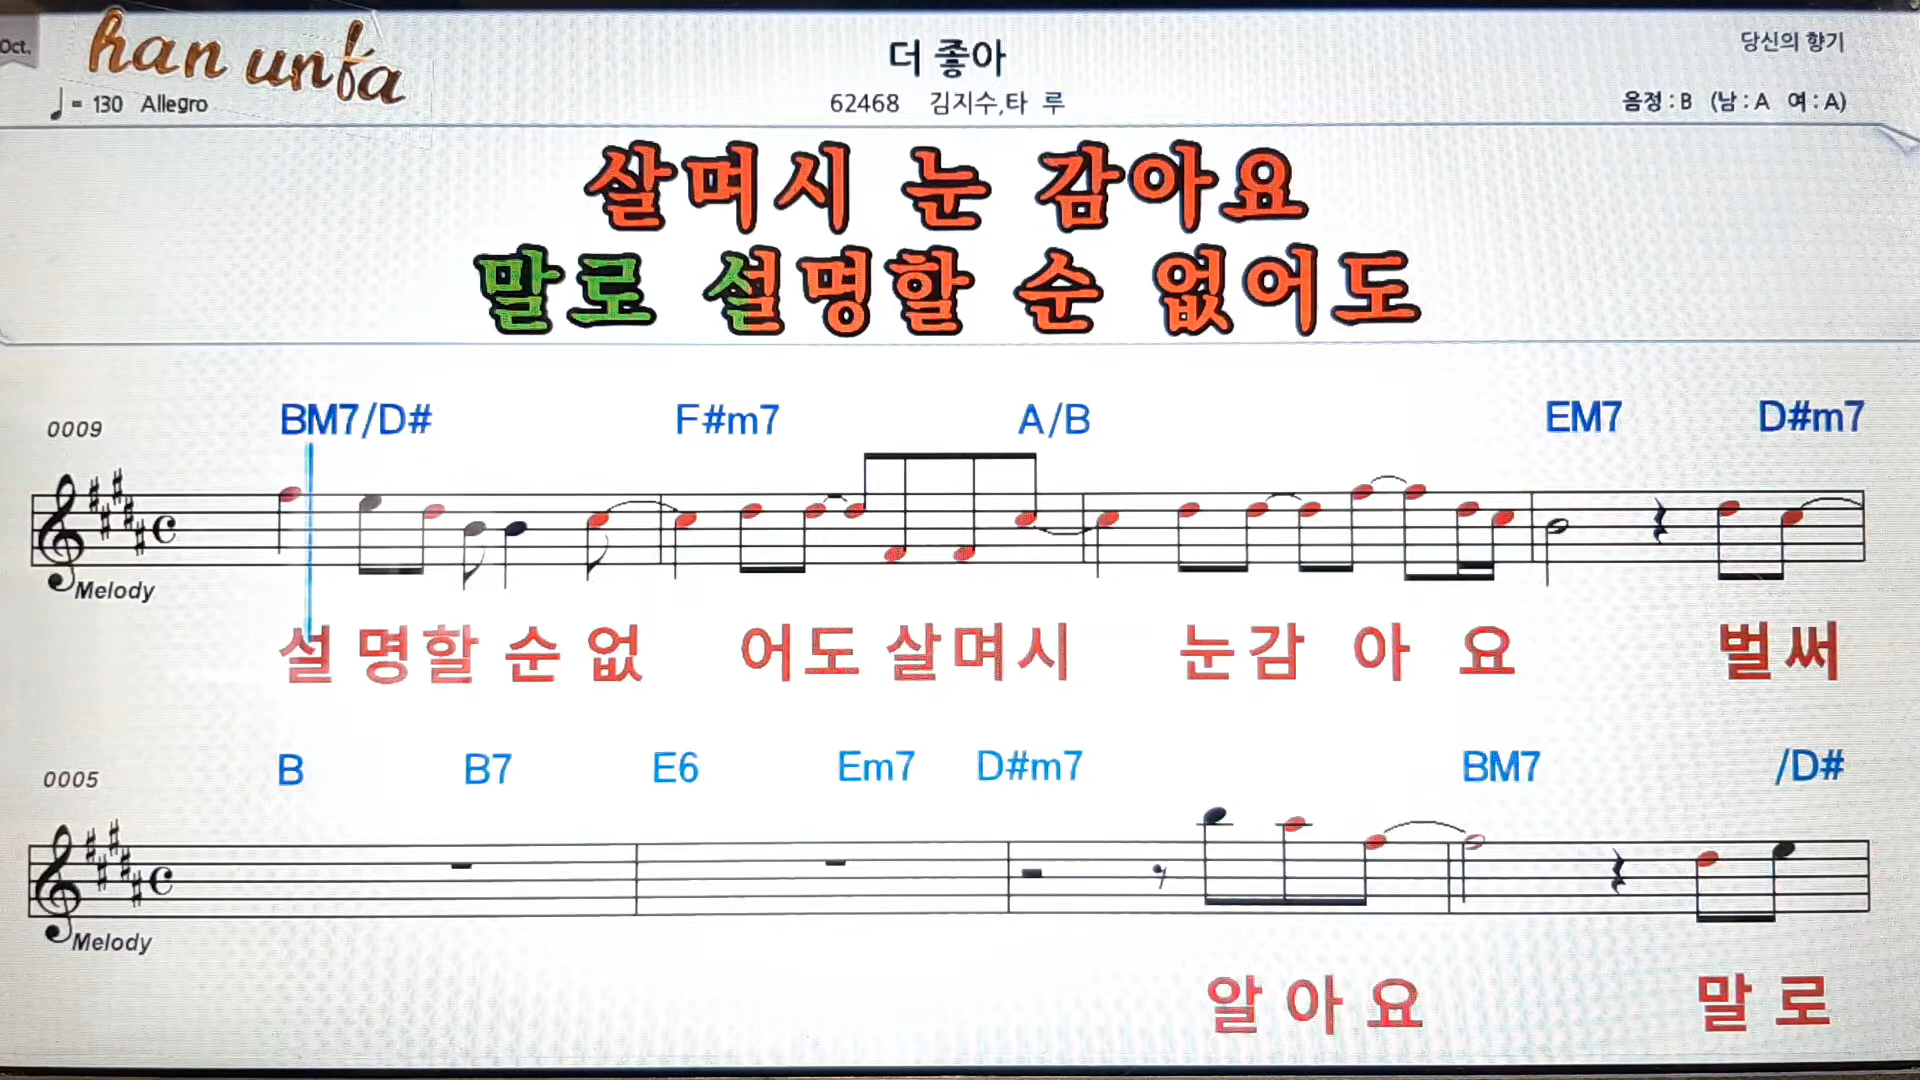 Oct.
han unfa
더 좋아
당신의 향기
♩ = 130 Allegro
62468 김지수,타 루
음정 : B (남 : A 여 : A)
살며시 눈 감아요
말로 설명할 순 없어도
0009
BM7/D# F#m7 A/B EM7 D#m7
Melody
설 명할 순 없 어도 살며시 눈감 아 요 벌써
0005
B B7 E6 Em7 D#m7 BM7 /D#
Melody
알 아 요 말 로